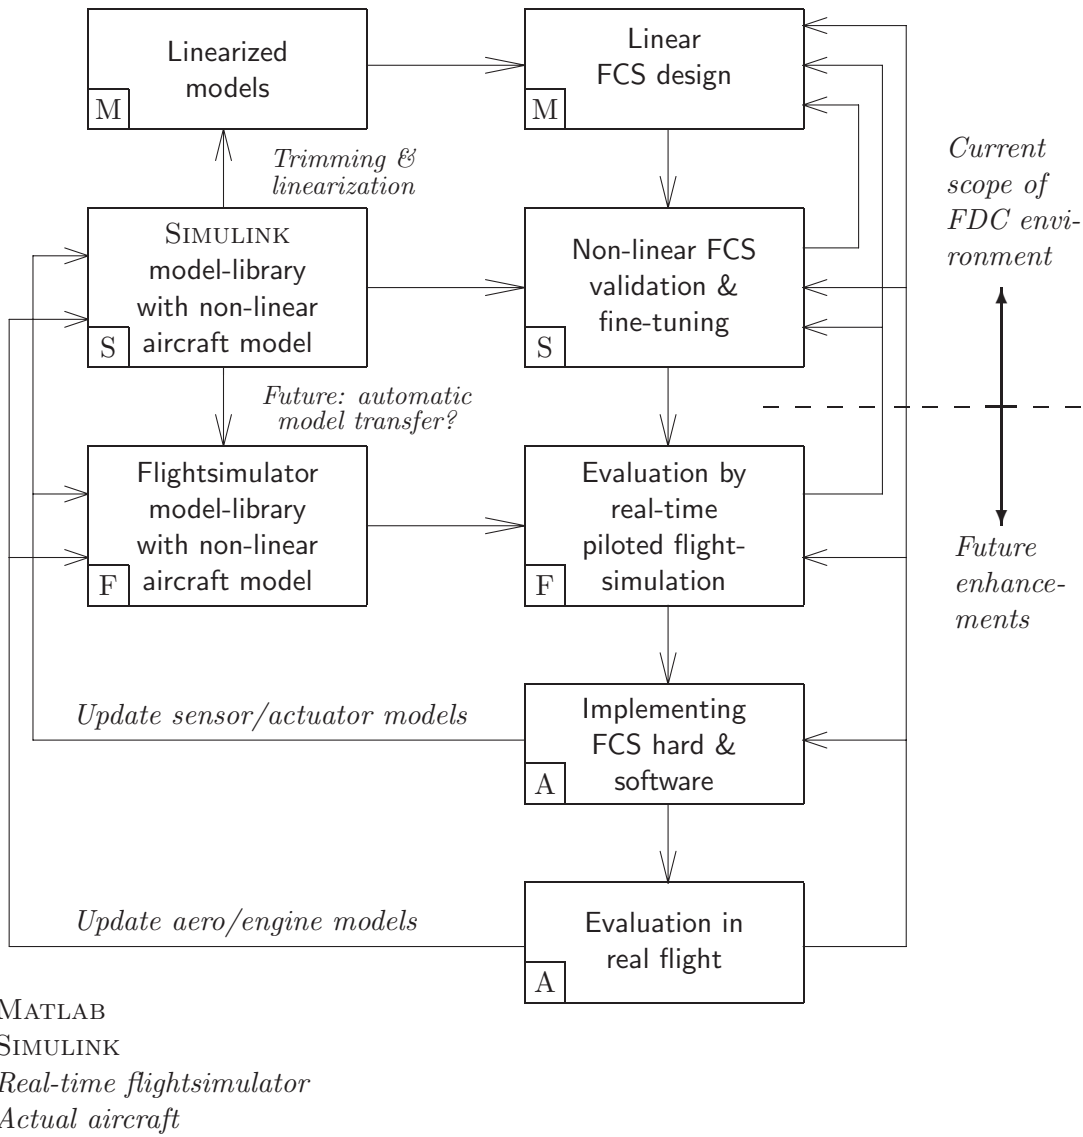 Linearized
models
M
Linear
FCS design
M
Trimming &
linearization
Current
scope of
FDC envi-
ronment
SIMULINK
model-library
with non-linear
aircraft model
S
Non-linear FCS
validation &
fine-tuning
S
Future: automatic
model transfer?
Flightsimulator
model-library
with non-linear
aircraft model
F
Evaluation by
real-time
piloted flight-
simulation
F
Future
enhance-
ments
Update sensor/actuator models
Implementing
FCS hard &
software
A
Update aero/engine models
Evaluation in
real flight
A
MATLAB
SIMULINK
Real-time flightsimulator
Actual aircraft